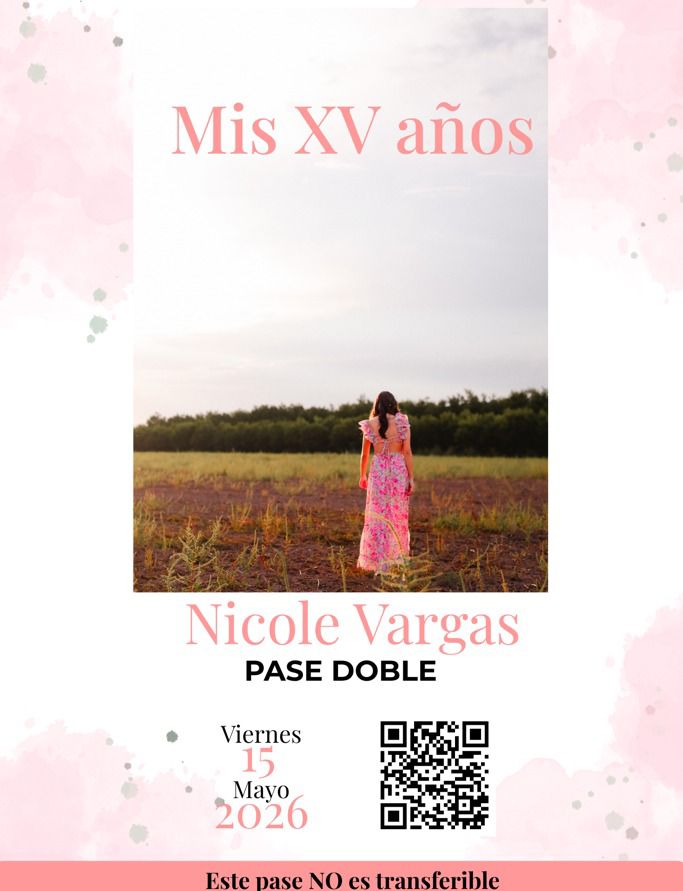 Mis XV años
Nicole Vargas
PASE DOBLE
Viernes
15
Mayo
2026
Este pase NO es transferible